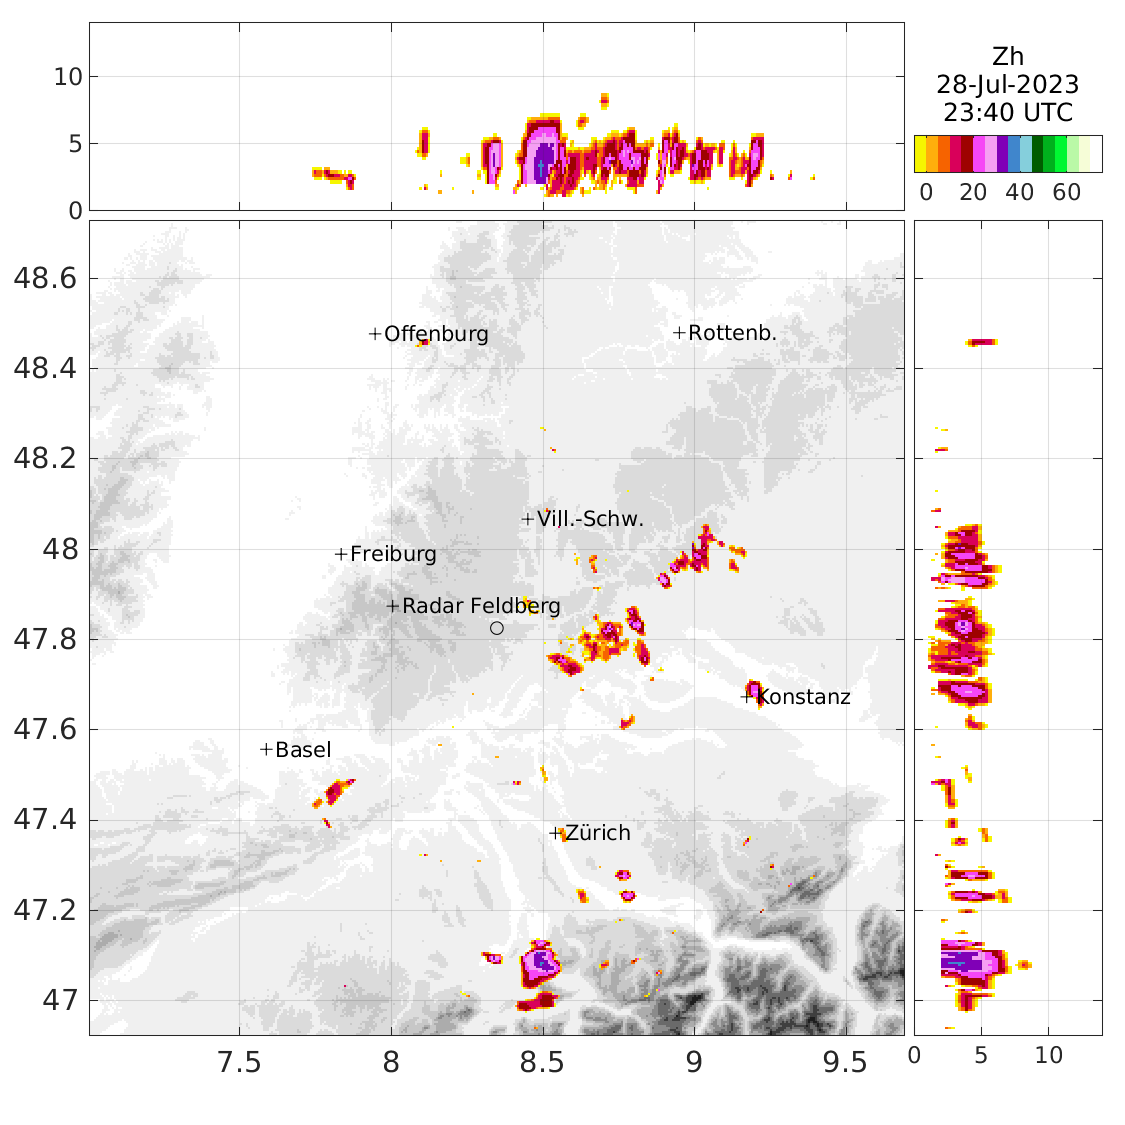 Zh
28-Jul-2023
23:40 UTC
0 20 40 60
10
5
0
48.6
48.4
48.2
48
47.8
47.6
47.4
47.2
47
Offenburg
Rottenb.
Vill.-Schw.
Freiburg
Radar Feldberg
Konstanz
Basel
Zürich
7.5 8 8.5 9 9.5
0 5 10